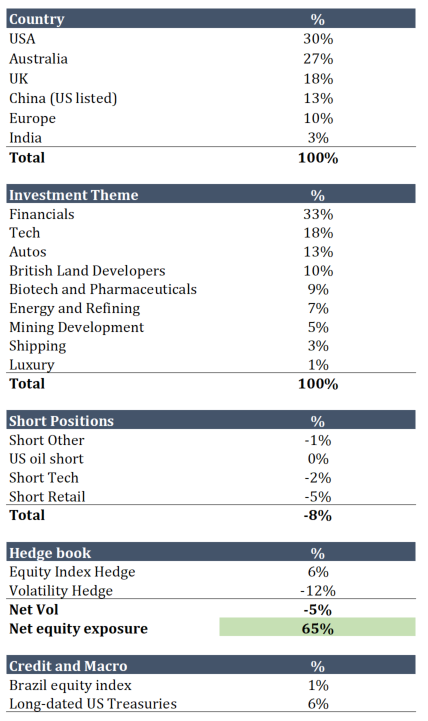 Country %
USA 30%
Australia 27%
UK 18%
China (US listed) 13%
Europe 10%
India 3%
Total 100%
Investment Theme %
Financials 33%
Tech 18%
Autos 13%
British Land Developers 10%
Biotech and Pharmaceuticals 9%
Energy and Refining 7%
Mining Development 5%
Shipping 3%
Luxury 1%
Total 100%
Short Positions %
Short Other -1%
US oil short 0%
Short Tech -2%
Short Retail -5%
Total -8%
Hedge book %
Equity Index Hedge 6%
Volatility Hedge -12%
Net Vol -5%
Net equity exposure 65%
Credit and Macro %
Brazil equity index 1%
Long-dated US Treasuries 6%